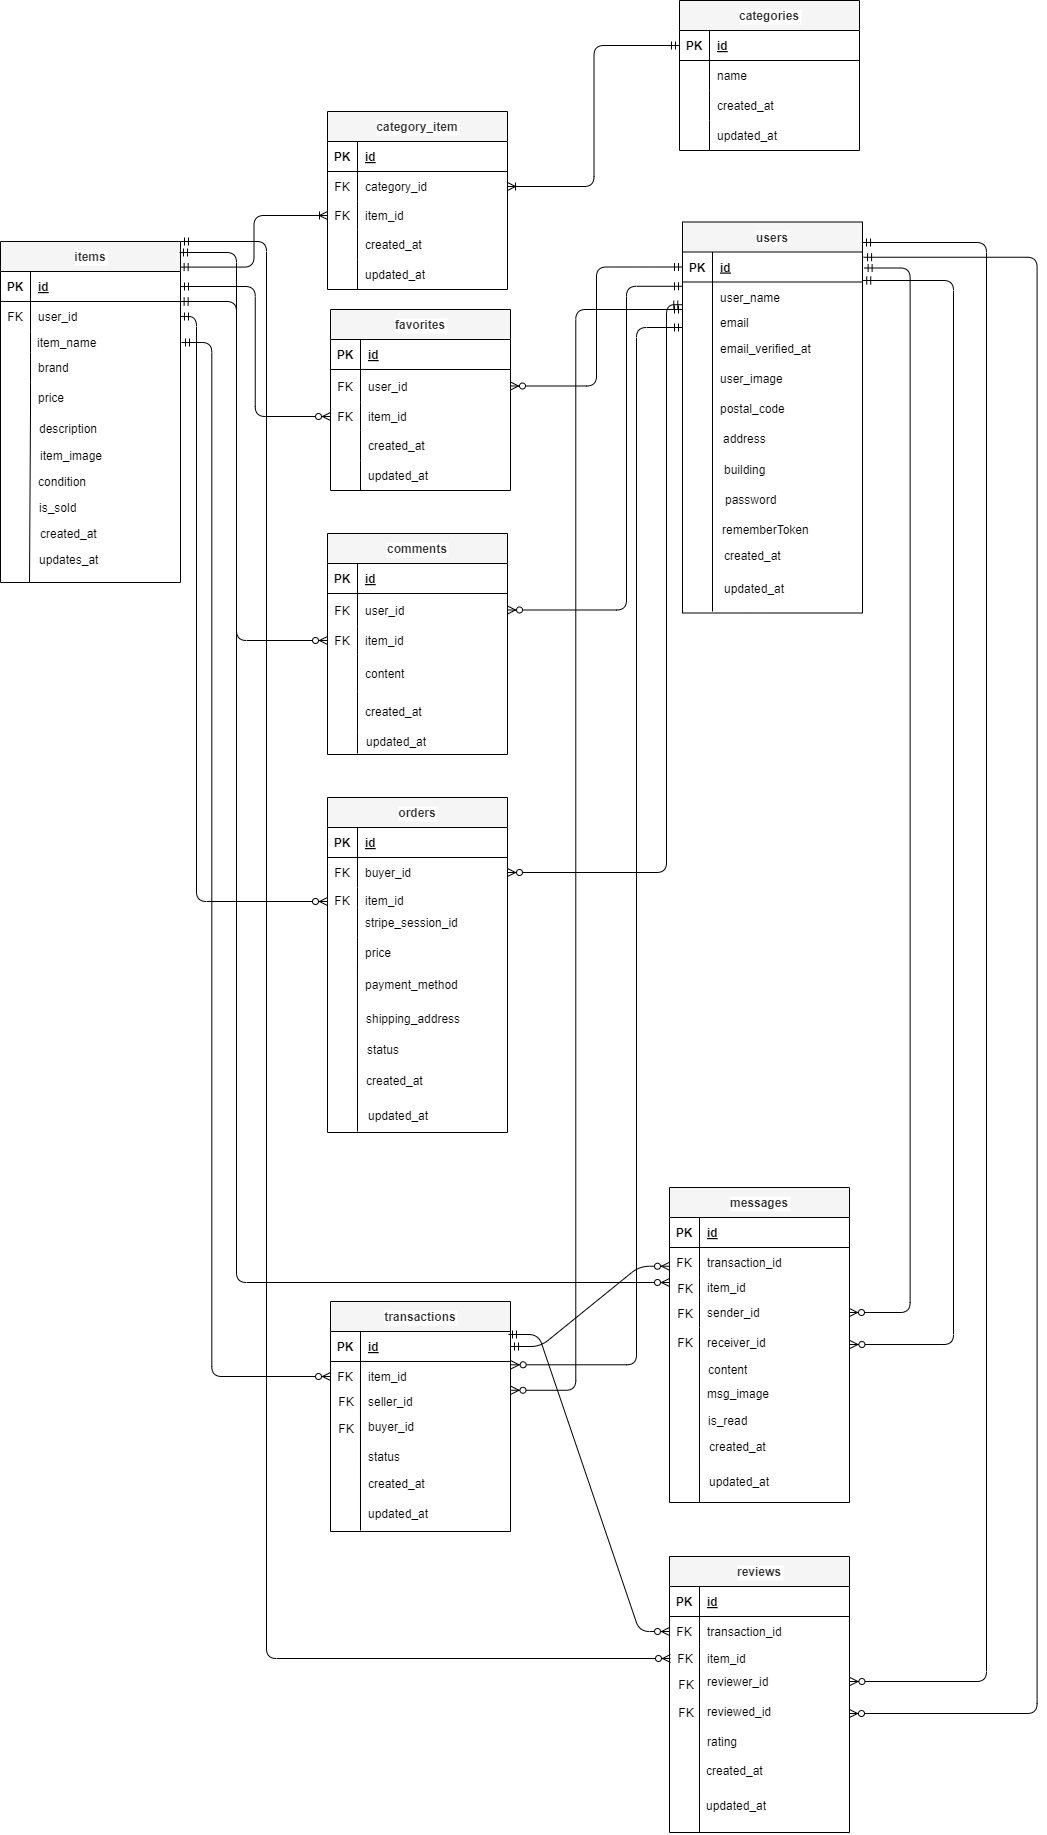 categories
PK id
name
created_at
updated_at
category_item
PK id
FK category_id
FK item_id
created_at
updated_at
users
PK id
user_name
email
email_verified_at
user_image
postal_code
address
building
password
rememberToken
created_at
updated_at
items
PK id
FK user_id
item_name
brand
price
description
item_image
condition
is_sold
created_at
updates_at
favorites
PK id
FK user_id
FK item_id
created_at
updated_at
comments
PK id
FK user_id
FK item_id
content
created_at
updated_at
orders
PK id
FK buyer_id
FK item_id
stripe_session_id
price
payment_method
shipping_address
status
created_at
updated_at
messages
PK id
FK transaction_id
FK item_id
FK sender_id
FK receiver_id
content
msg_image
is_read
created_at
updated_at
transactions
PK id
FK item_id
FK seller_id
FK buyer_id
status
created_at
updated_at
reviews
PK id
FK transaction_id
FK item_id
FK reviewer_id
FK reviewed_id
rating
created_at
updated_at